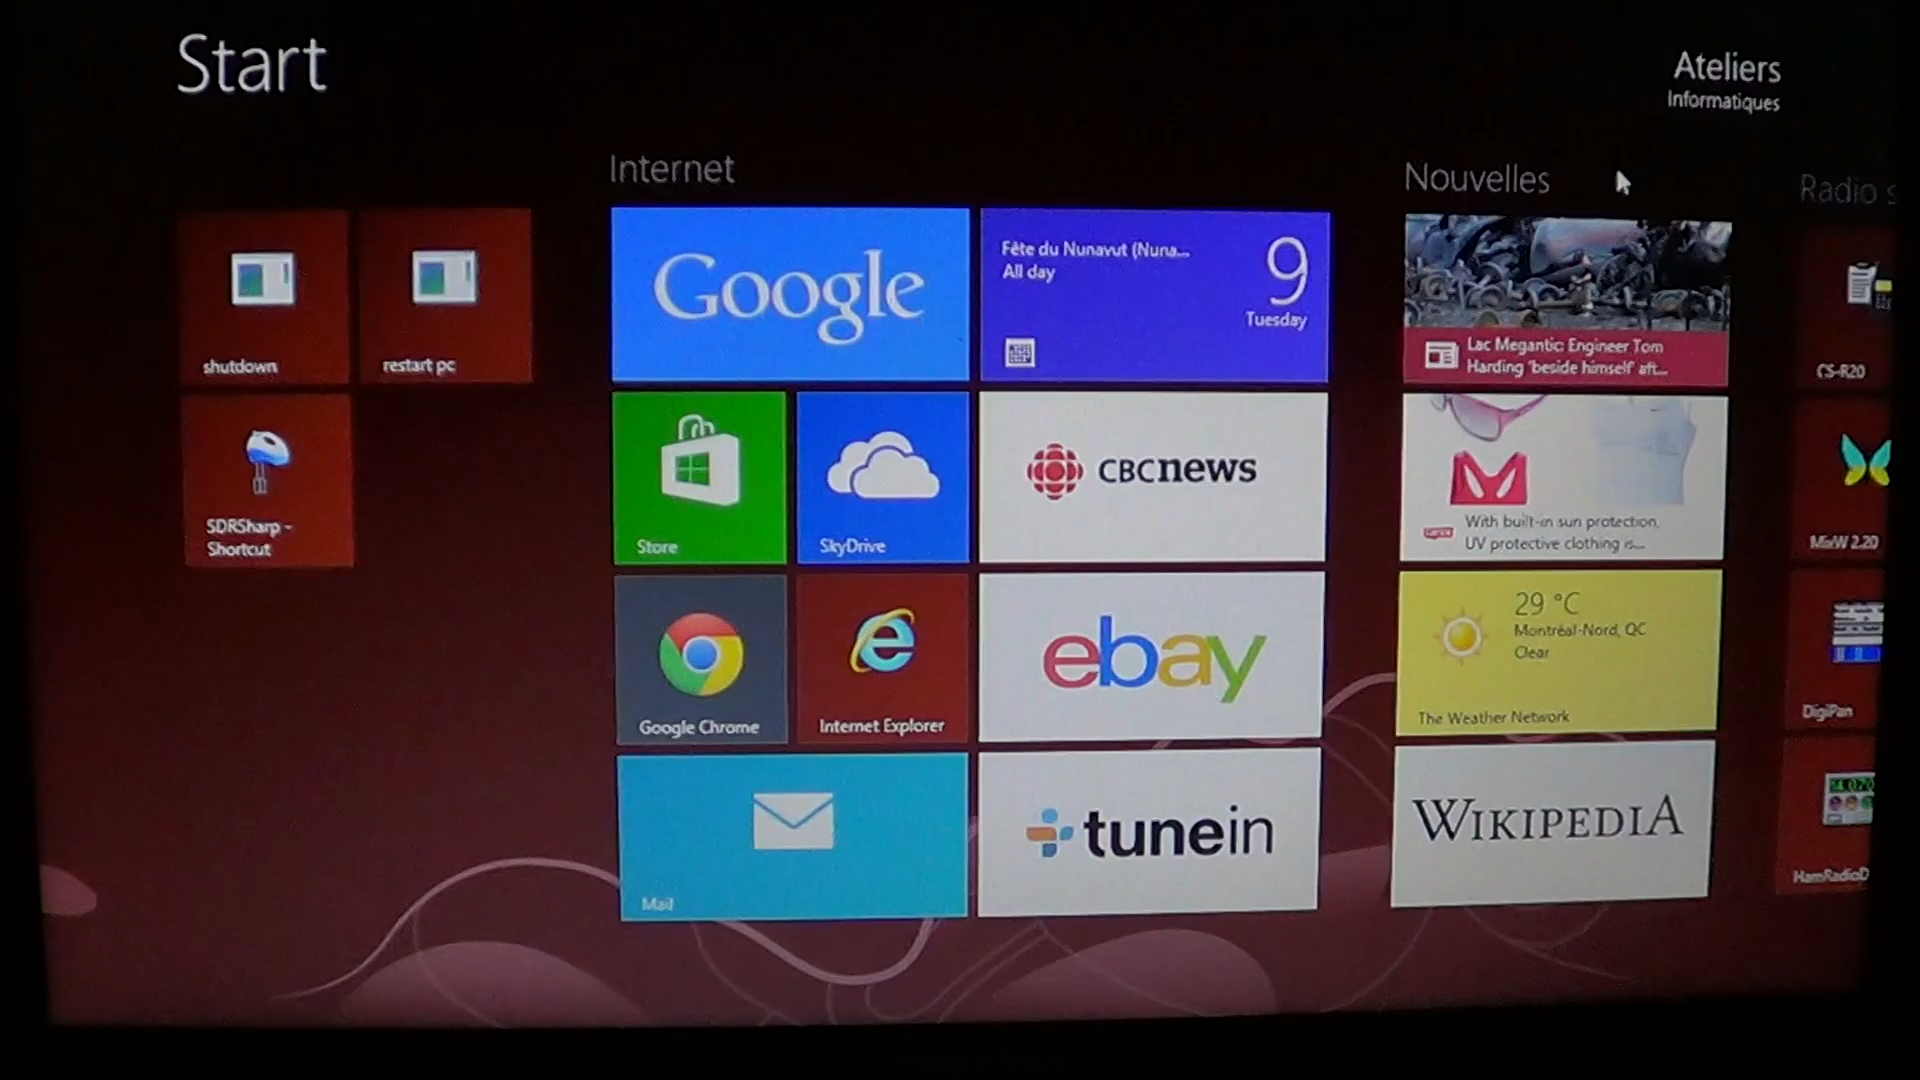 Start
Ateliers
Informatiques
Internet
Nouvelles
Radio s
shutdown
restart pc
SDRSharp -
Shortcut
Google
Fête du Nunavut (Nuna...
All day
9
Tuesday
Store
SkyDrive
CBCnews
Google Chrome
Internet Explorer
ebay
Mail
tunein
Lac Megantic: Engineer Tom
Harding 'beside himself' aft...
With built-in sun protection,
UV protective clothing is...
29 °C
Montréal-Nord, QC
Clear
The Weather Network
WIKIPEDIA
CS-R20
MixW 2.20
DigiPan
HamRadioD